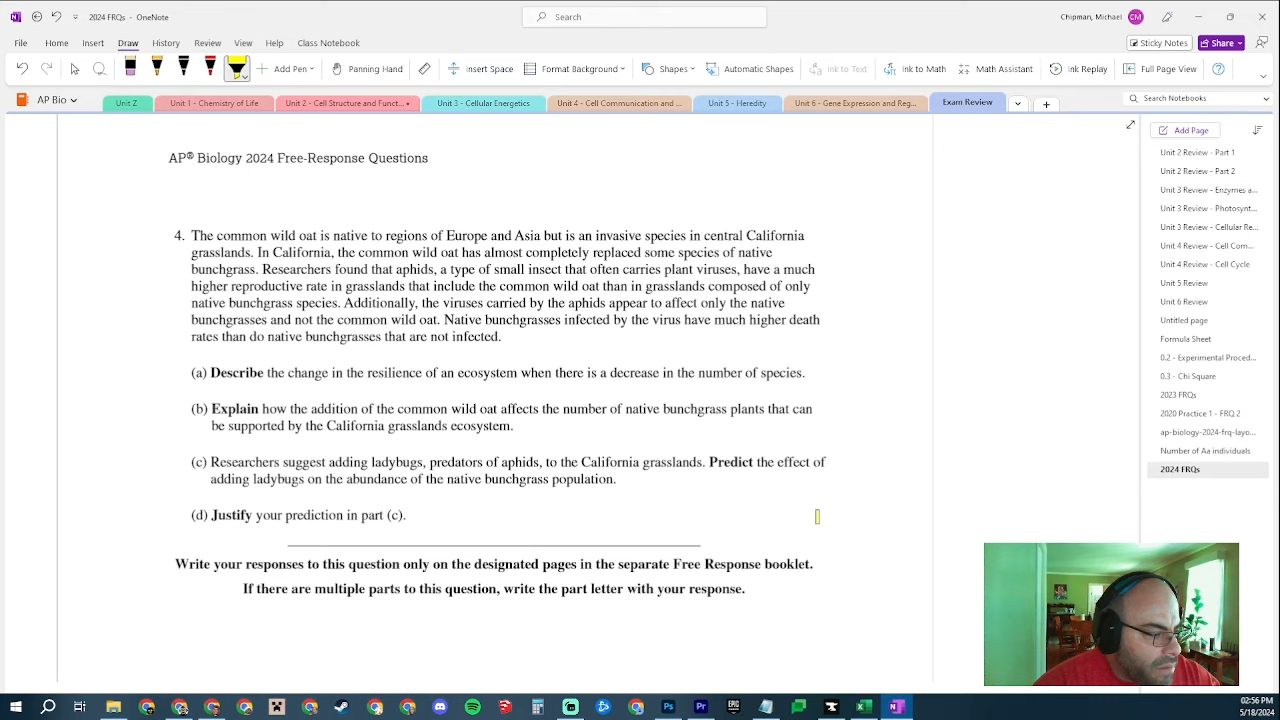 2024 FRQs - OneNote
Search
Chipman, Michael CM
File Home Insert Draw History Review View Help Class Notebook
Sticky Notes Share
Add Pen Panning Hand Insert Space Format Background Shapes Automatic Shapes Ink to Text Ink to Math Math Assistant Ink Replay Full Page View
AP Bio Unit Z Unit 1 - Chemistry of Life Unit 2 - Cell Structure and Funct... Unit 3 - Cellular Energetics Unit 4 - Cell Communication and ... Unit 5 - Heredity Unit 6 - Gene Expression and Reg... Exam Review Search Notebooks
AP® Biology 2024 Free-Response Questions
4. The common wild oat is native to regions of Europe and Asia but is an invasive species in central California
grasslands. In California, the common wild oat has almost completely replaced some species of native
bunchgrass. Researchers found that aphids, a type of small insect that often carries plant viruses, have a much
higher reproductive rate in grasslands that include the common wild oat than in grasslands composed of only
native bunchgrass species. Additionally, the viruses carried by the aphids appear to affect only the native
bunchgrasses and not the common wild oat. Native bunchgrasses infected by the virus have much higher death
rates than do native bunchgrasses that are not infected.
(a) Describe the change in the resilience of an ecosystem when there is a decrease in the number of species.
(b) Explain how the addition of the common wild oat affects the number of native bunchgrass plants that can
be supported by the California grasslands ecosystem.
(c) Researchers suggest adding ladybugs, predators of aphids, to the California grasslands. Predict the effect of
adding ladybugs on the abundance of the native bunchgrass population.
(d) Justify your prediction in part (c).
Write your responses to this question only on the designated pages in the separate Free Response booklet.
If there are multiple parts to this question, write the part letter with your response.
Add Page
Unit 2 Review - Part 1
Unit 2 Review - Part 2
Unit 3 Review - Enzymes a...
Unit 3 Review - Photosynt...
Unit 3 Review - Cellular Re...
Unit 4 Review - Cell Com...
Unit 4 Review - Cell Cycle
Unit 5 Review
Unit 6 Review
Untitled page
Formula Sheet
0.2 - Experimental Proced...
0.3 - Chi Square
2023 FRQs
2020 Practice 1 - FRQ 2
ap-biology-2024-frq-layo...
Number of Aa individuals
2024 FRQs
02:56 PM
5/18/2024